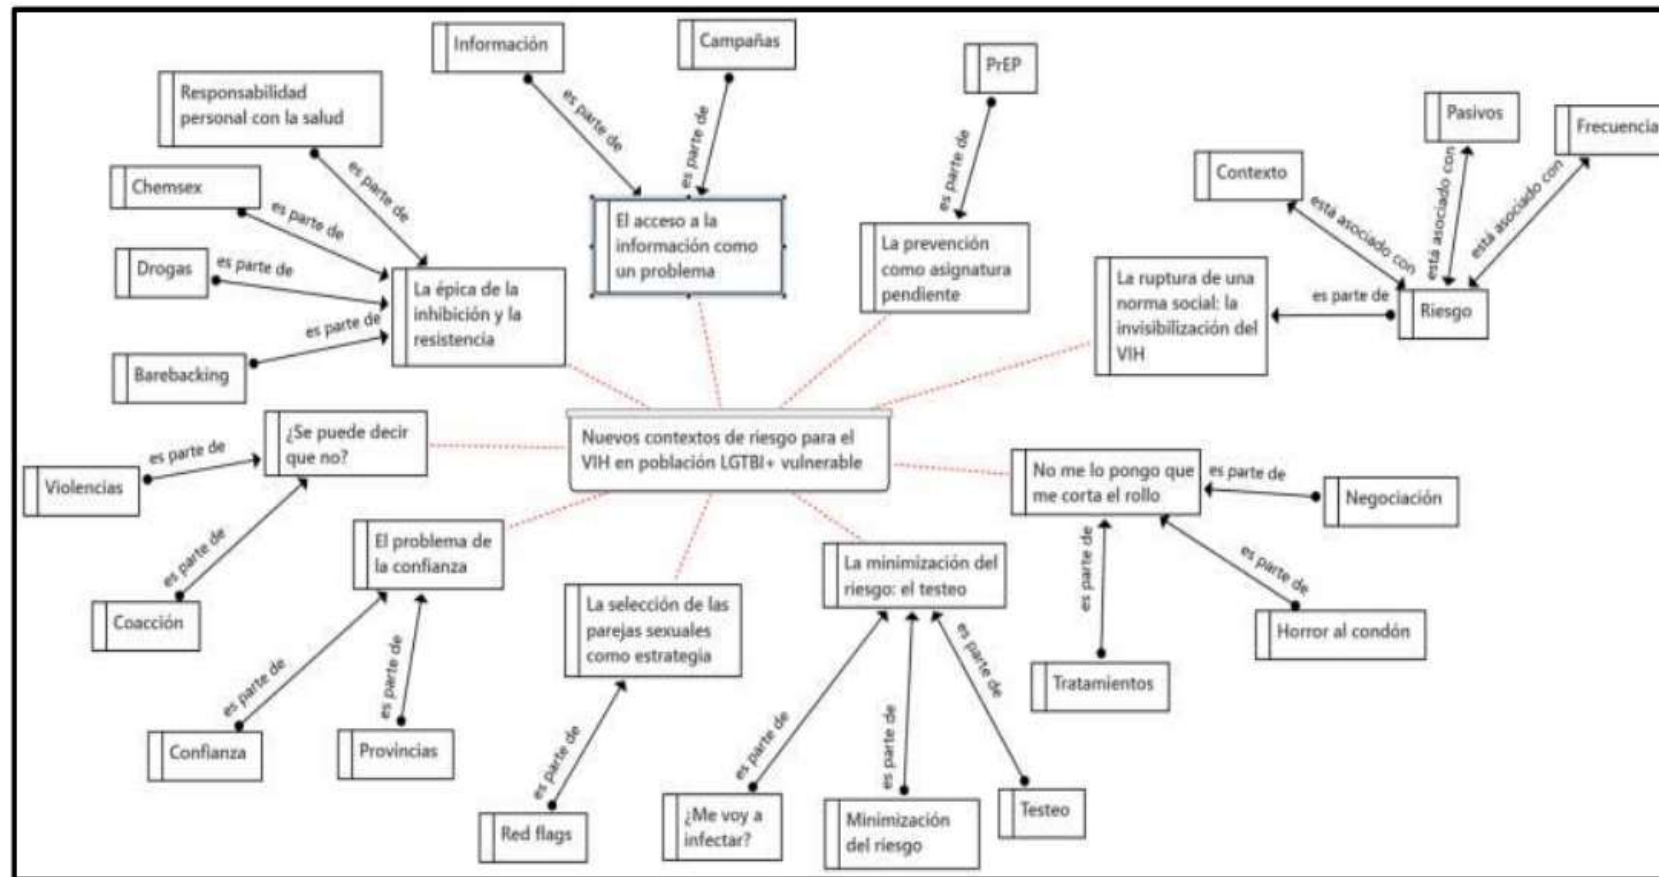 Información
es parte de
Campañas
es parte de
El acceso a la
información como
un problema
PrEP
es parte de
La prevención
como asignatura
pendiente
Responsabilidad
personal con la salud
es parte de
Chemsex
es parte de
Drogas
es parte de
Barebacking
es parte de
La épica de la
inhibición y la
resistencia
Pasivos
está asociado con
Frecuencia
está asociado con
Contexto
está asociado con
Riesgo
es parte de
La ruptura de una
norma social: la
invisibilización del
VIH
Nuevos contextos de riesgo para el
VIH en población LGTBI+ vulnerable
¿Se puede decir
que no?
es parte de
Violencias
es parte de
Coacción
El problema de
la confianza
es parte de
Confianza
es parte de
Provincias
La selección de las
parejas sexuales
como estrategia
es parte de
Red flags
La minimización del
riesgo: el testeo
es parte de
¿Me voy a
infectar?
es parte de
Minimización
del riesgo
es parte de
Testeo
No me lo pongo que
me corta el rollo
es parte de
Negociación
es parte de
Horror al condón
es parte de
Tratamientos